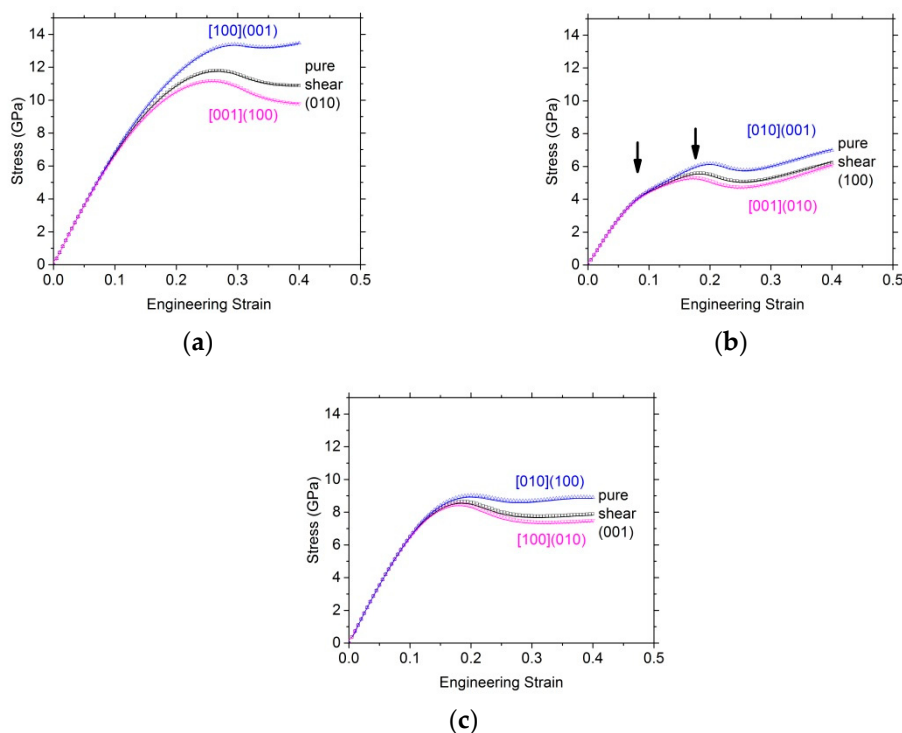 14
12
10
8
6
4
2
0
Stress (GPa)
[100](001)
pure
shear
(010)
[001](100)
0.0 0.1 0.2 0.3 0.4 0.5
Engineering Strain
(a)
14
12
10
8
6
4
2
0
Stress (GPa)
[010](001)
pure
shear
(100)
[001](010)
0.0 0.1 0.2 0.3 0.4 0.5
Engineering Strain
(b)
14
12
10
8
6
4
2
0
Stress (GPa)
[010](100)
pure
shear
(001)
[100](010)
0.0 0.1 0.2 0.3 0.4 0.5
Engineering Strain
(c)